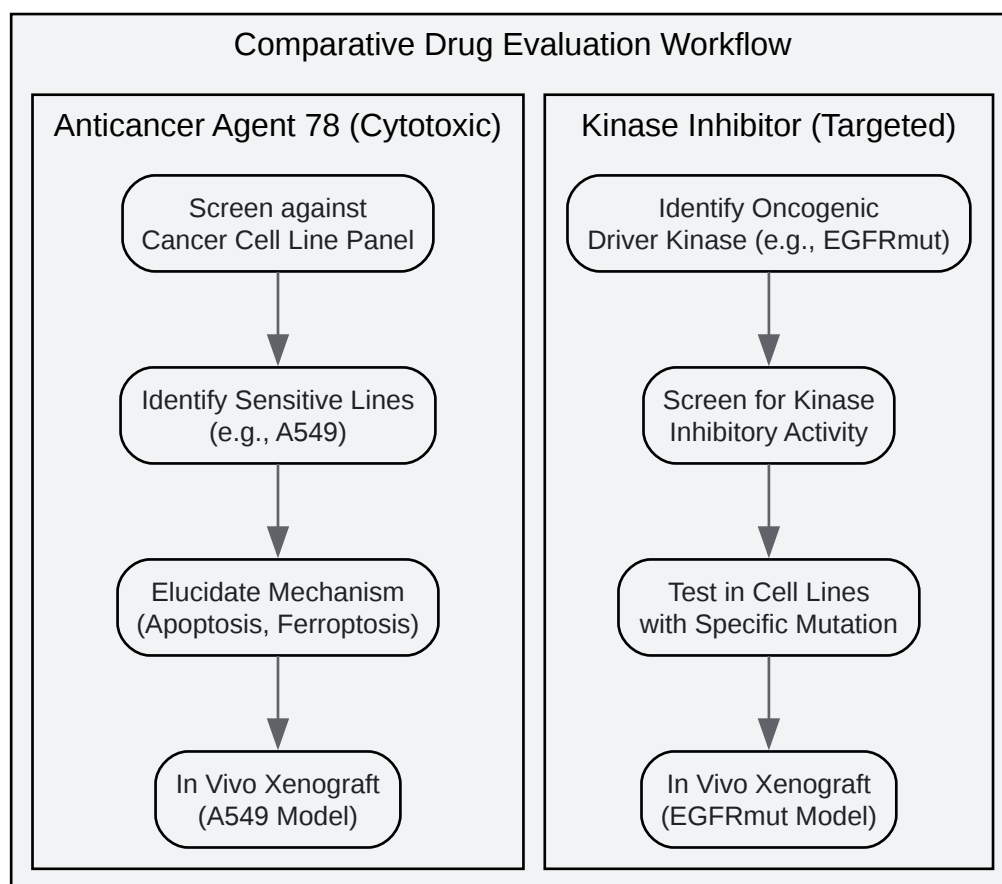 Comparative Drug Evaluation Workflow
Anticancer Agent 78 (Cytotoxic)
Screen against
Cancer Cell Line Panel
Identify Sensitive Lines
(e.g., A549)
Elucidate Mechanism
(Apoptosis, Ferroptosis)
In Vivo Xenograft
(A549 Model)
Kinase Inhibitor (Targeted)
Identify Oncogenic
Driver Kinase (e.g., EGFRmut)
Screen for Kinase
Inhibitory Activity
Test in Cell Lines
with Specific Mutation
In Vivo Xenograft
(EGFRmut Model)